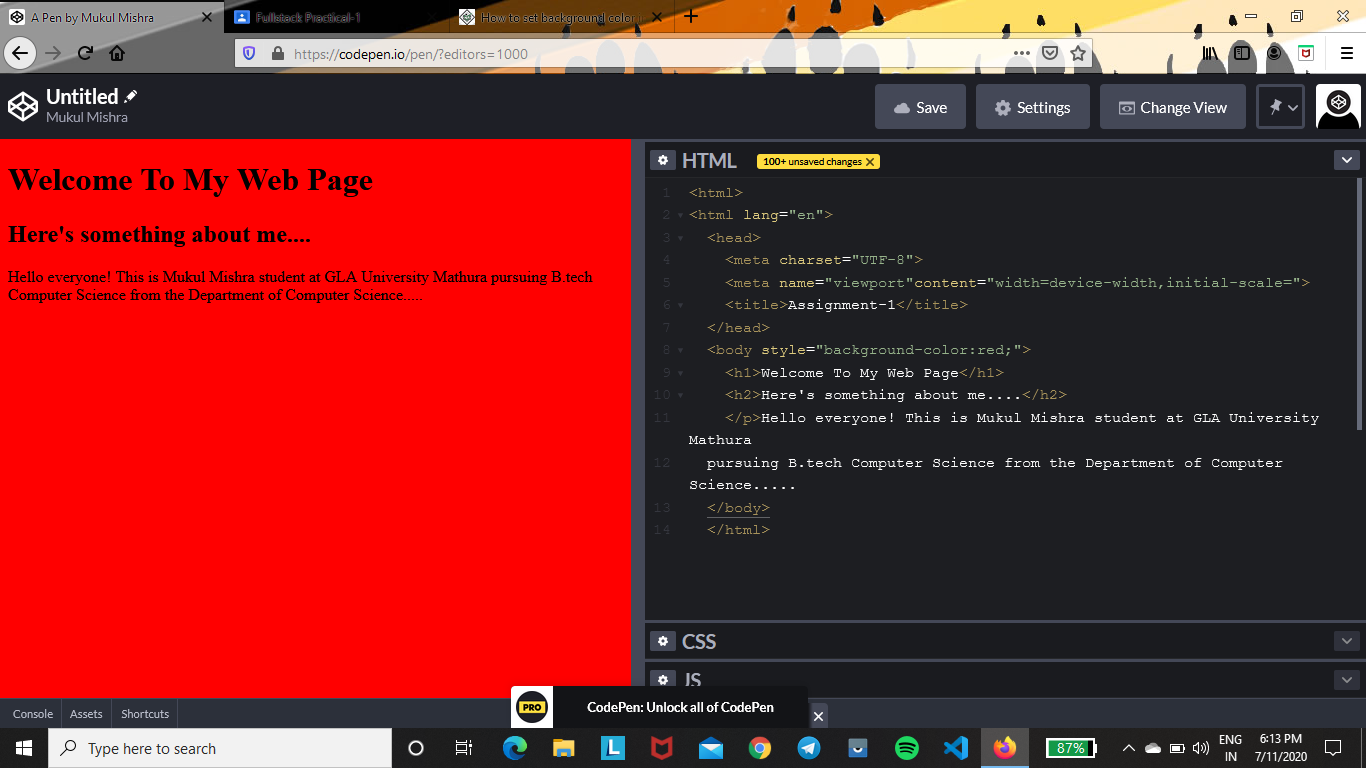 A Pen by Mukul Mishra
Fullstack Practical-1
How to set background color
https://codepen.io/pen/?editors=1000
Untitled
Mukul Mishra
Save
Settings
Change View
Welcome To My Web Page
Here's something about me....
Hello everyone! This is Mukul Mishra student at GLA University Mathura pursuing B.tech
Computer Science from the Department of Computer Science.....
HTML
100+ unsaved changes
1 <html>
2 <html lang="en">
3 <head>
4 <meta charset="UTF-8">
5 <meta name="viewport"content="width=device-width,initial-scale=">
6 <title>Assignment-1</title>
7 </head>
8 <body style="background-color:red;">
9 <h1>Welcome To My Web Page</h1>
10 <h2>Here's something about me....</h2>
11 </p>Hello everyone! This is Mukul Mishra student at GLA University
Mathura
12 pursuing B.tech Computer Science from the Department of Computer
Science.....
13 </body>
14 </html>
CSS
JS
Console
Assets
Shortcuts
PRO
CodePen: Unlock all of CodePen
Type here to search
87%
ENG
IN
6:13 PM
7/11/2020